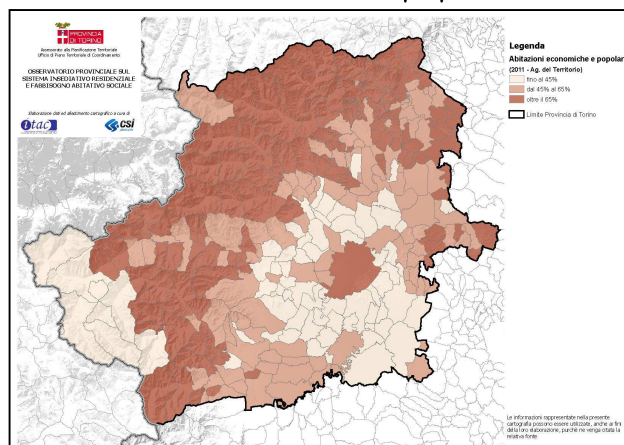 PROVINCIA
DI TORINO
Assessorato alla Pianificazione Territoriale
Ufficio di Piano Territoriale di Coordinamento
OSSERVATORIO PROVINCIALE SUL
SISTEMA INSEDIATIVO RESIDENZIALE
E FABBISOGNO ABITATIVO SOCIALE
Elaborazione dati ed allestimento cartografico a cura di
itac
csi
Legenda
Abitazioni economiche e popolari
(2011 - Ag. del Territorio)
fino al 45%
dal 45% al 65%
oltre il 65%
Limite Provincia di Torino
Le informazioni rappresentate nella presente
cartografia possono essere utilizzate, anche ai fini
della loro elaborazione, purché ne venga citata la
relativa fonte